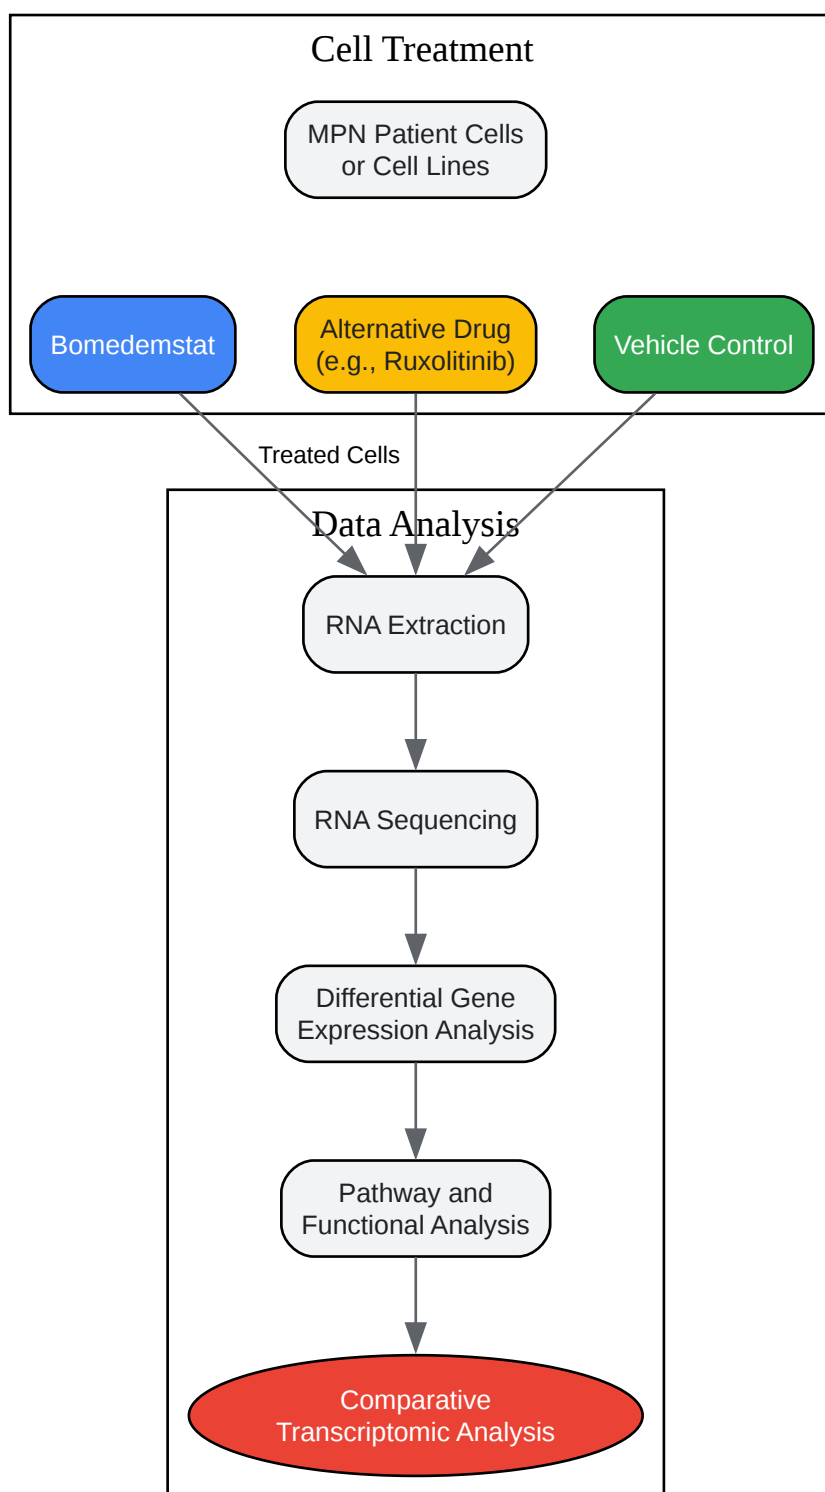 Cell Treatment
MPN Patient Cells
or Cell Lines
Bomedemstat
Alternative Drug
(e.g., Ruxolitinib)
Vehicle Control
Treated Cells
Data Analysis
RNA Extraction
RNA Sequencing
Differential Gene
Expression Analysis
Pathway and
Functional Analysis
Comparative
Transcriptomic Analysis